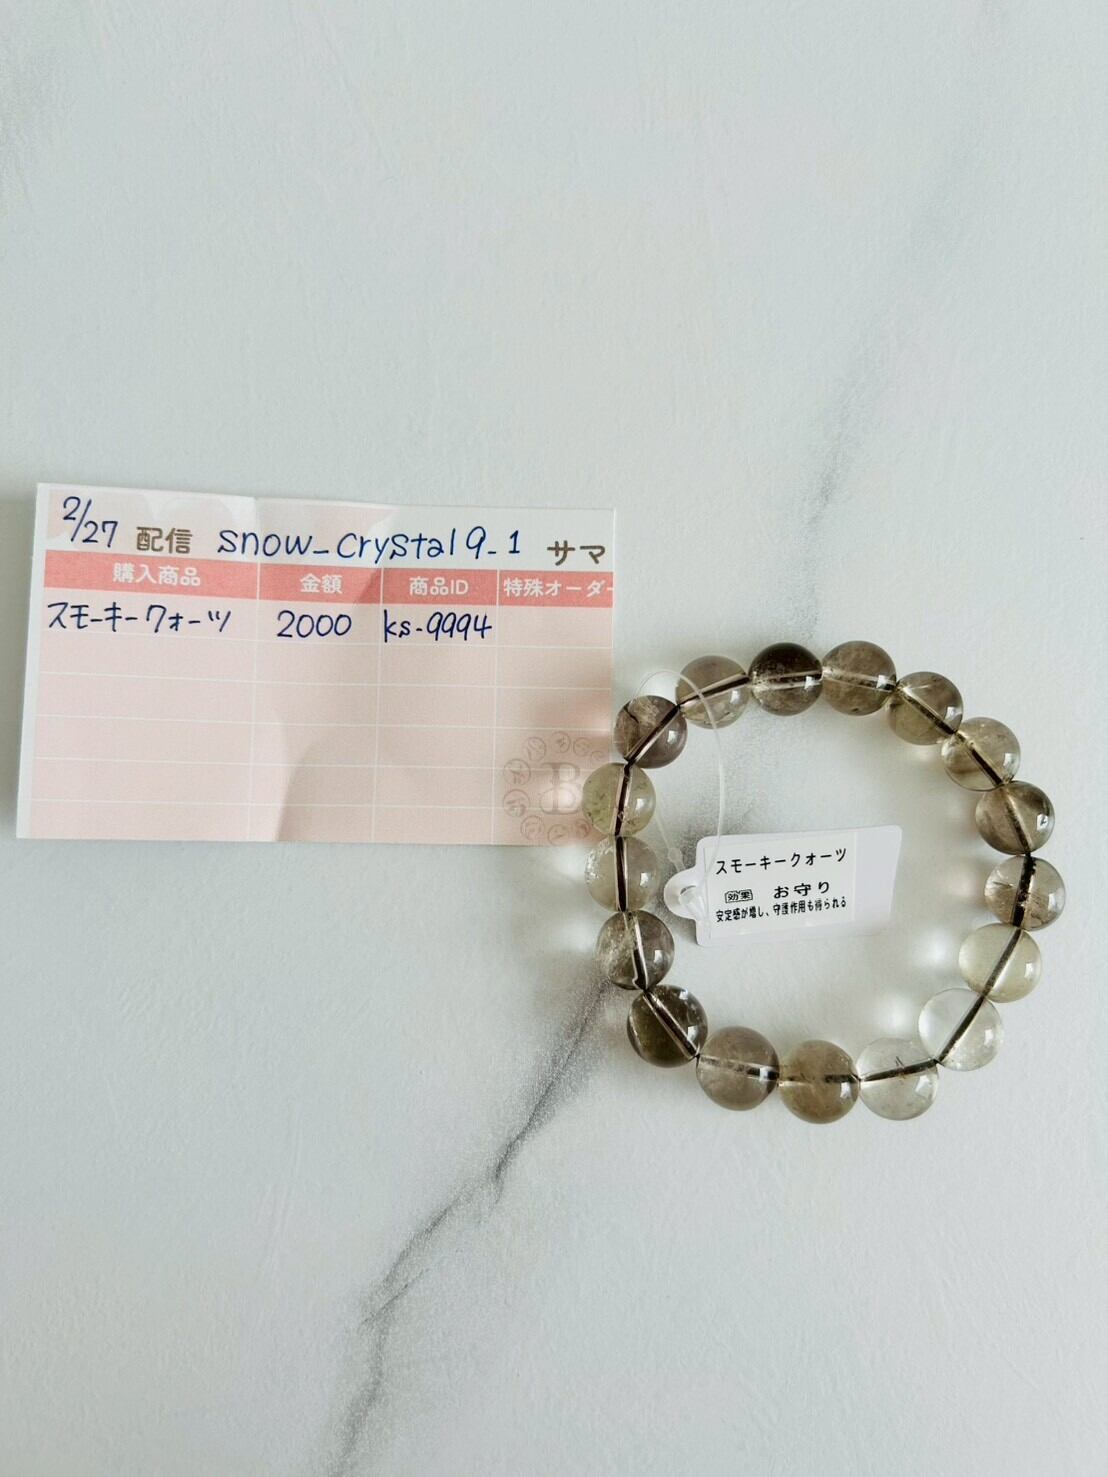 2/27 配信 snow_crystal9_1 サマ
購入商品 金額 商品ID 特殊オーダー
スモーキークォーツ 2000 ks-9994
B
スモーキークォーツ
効果 お守り
安定感が増し、守護作用も得られる